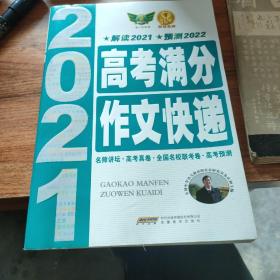 ★解读2021 ★预测2022
2021
高考满分
作文快递
名师讲坛·高考真卷·全国名校联考卷·高考预测
GAOKAO MANFEN
ZUOWEN KUAIDI